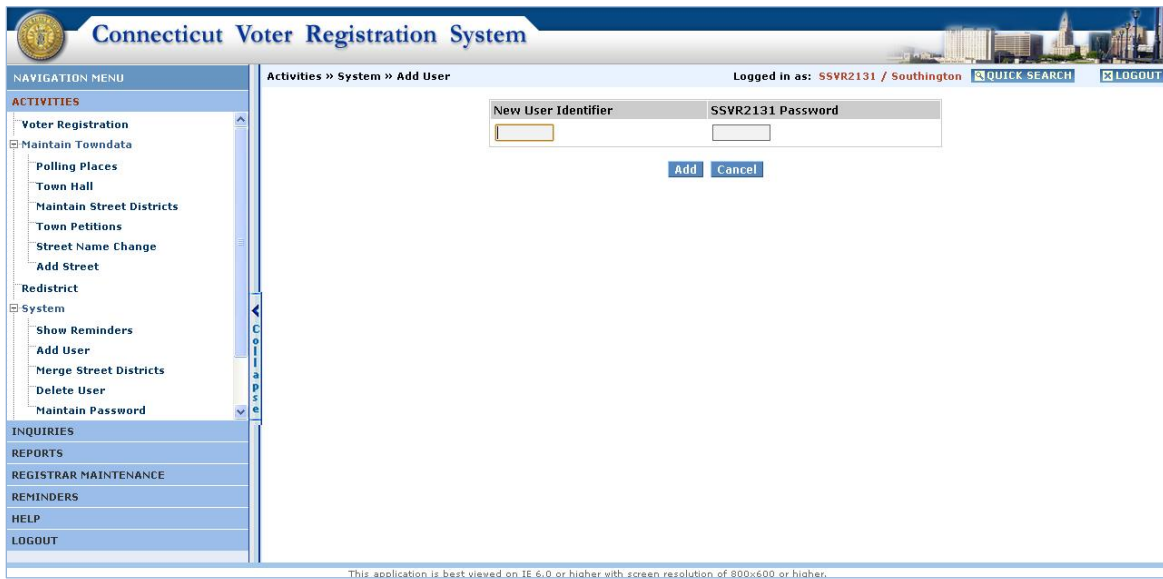 Connecticut Voter Registration System
NAVIGATION MENU
Activities » System » Add User
Logged in as: SSVR2131 / Southington
QUICK SEARCH
LOGOUT
ACTIVITIES
Voter Registration
Maintain Towndata
Polling Places
Town Hall
Maintain Street Districts
Town Petitions
Street Name Change
Add Street
Redistrict
System
Show Reminders
Add User
Merge Street Districts
Delete User
Maintain Password
INQUIRIES
REPORTS
REGISTRAR MAINTENANCE
REMINDERS
HELP
LOGOUT
Collapse
New User Identifier
SSVR2131 Password
Add
Cancel
This application is best viewed on IE 6.0 or higher with screen resolution of 800x600 or higher.